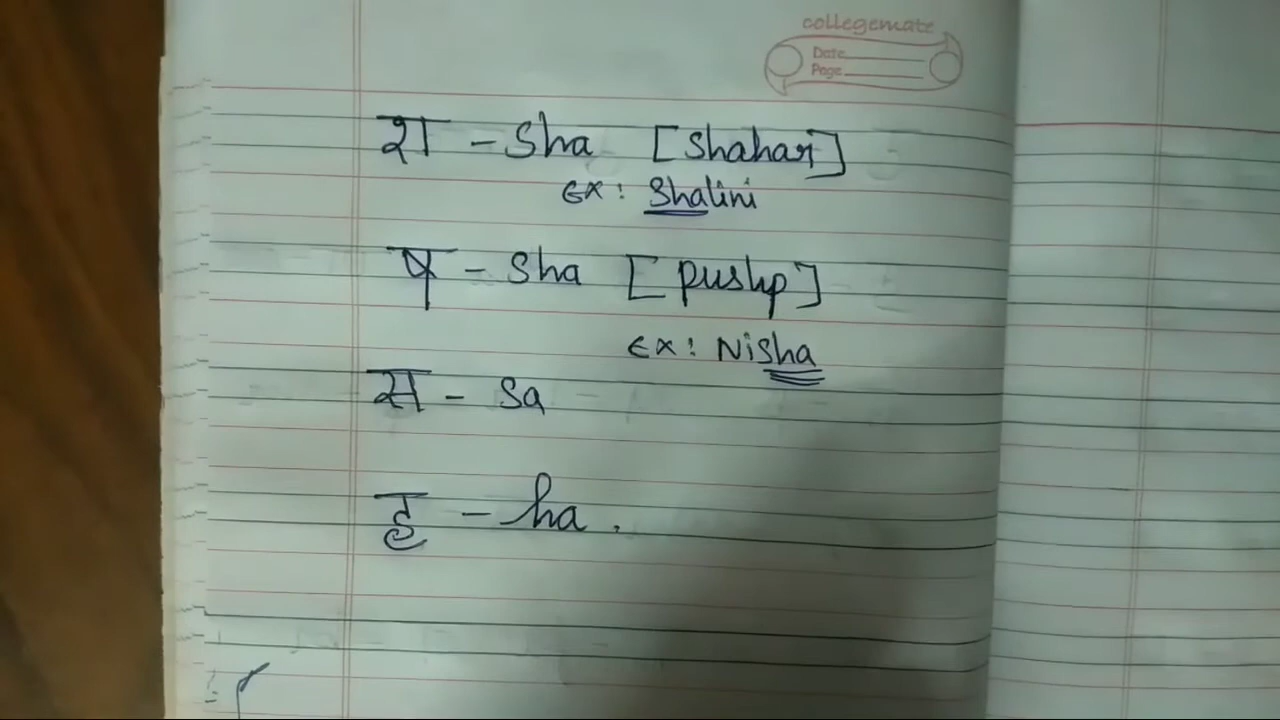 collegemate
Date
Page
श - Sha [Shahar]
Ex: Shalini
ष - Sha [pushp]
Ex: Nisha
स - Sa
ह - ha.